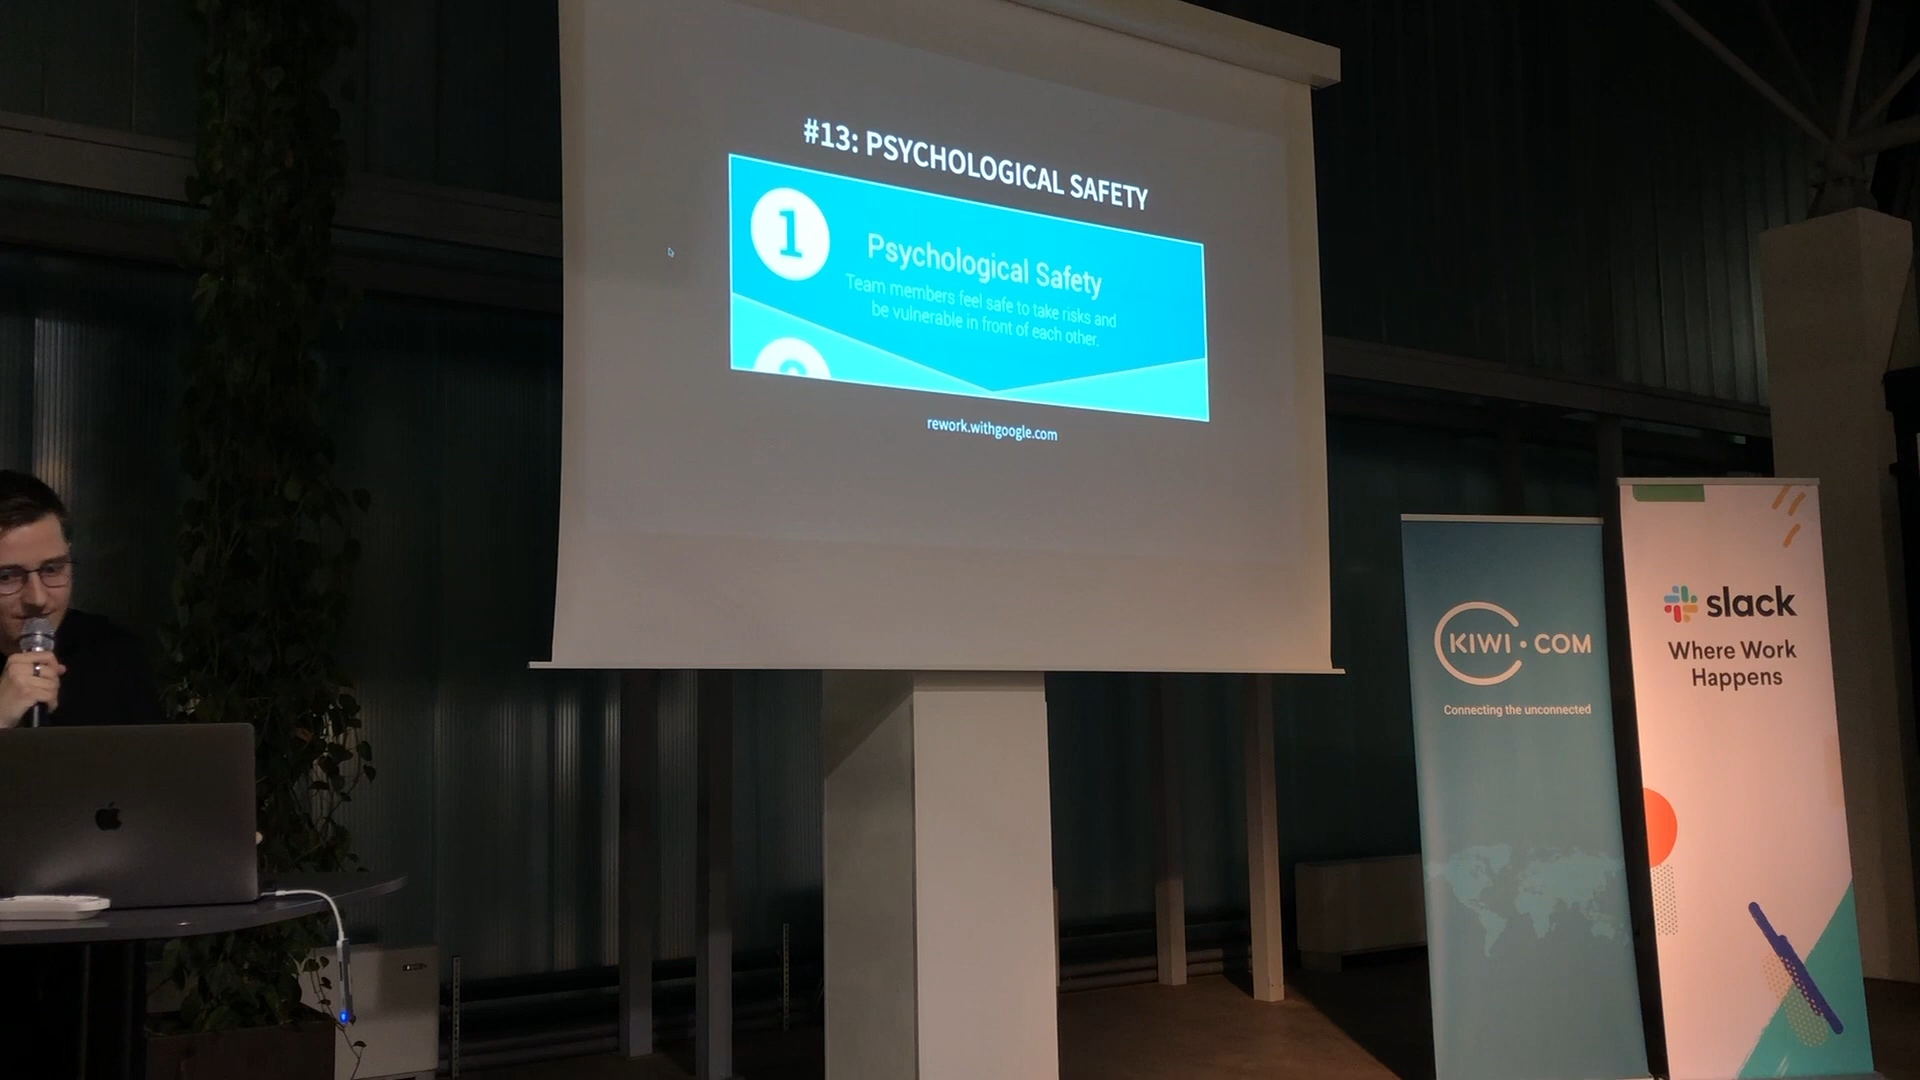 #13: PSYCHOLOGICAL SAFETY
1
Psychological Safety
Team members feel safe to take risks and
be vulnerable in front of each other.
rework.withgoogle.com
KIWI.COM
Connecting the unconnected
slack
Where Work
Happens